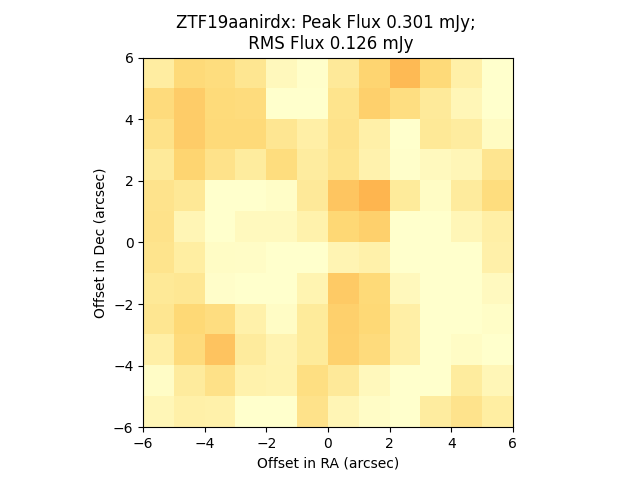 ZTF19aanirdx: Peak Flux 0.301 mJy;
RMS Flux 0.126 mJy
6
4
2
0
−2
−4
−6
Offset in Dec (arcsec)
−6 −4 −2 0 2 4 6
Offset in RA (arcsec)